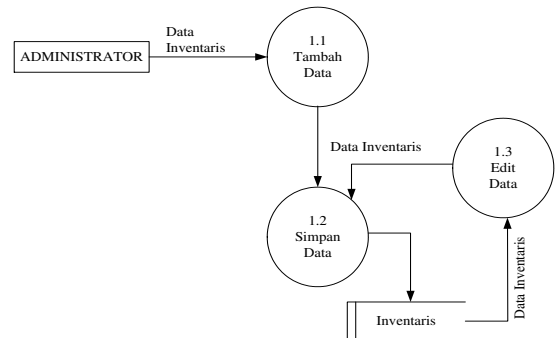 Data
Inventaris
ADMINISTRATOR
1.1
Tambah
Data
Data Inventaris
1.3
Edit
Data
1.2
Simpan
Data
Inventaris
Data Inventaris